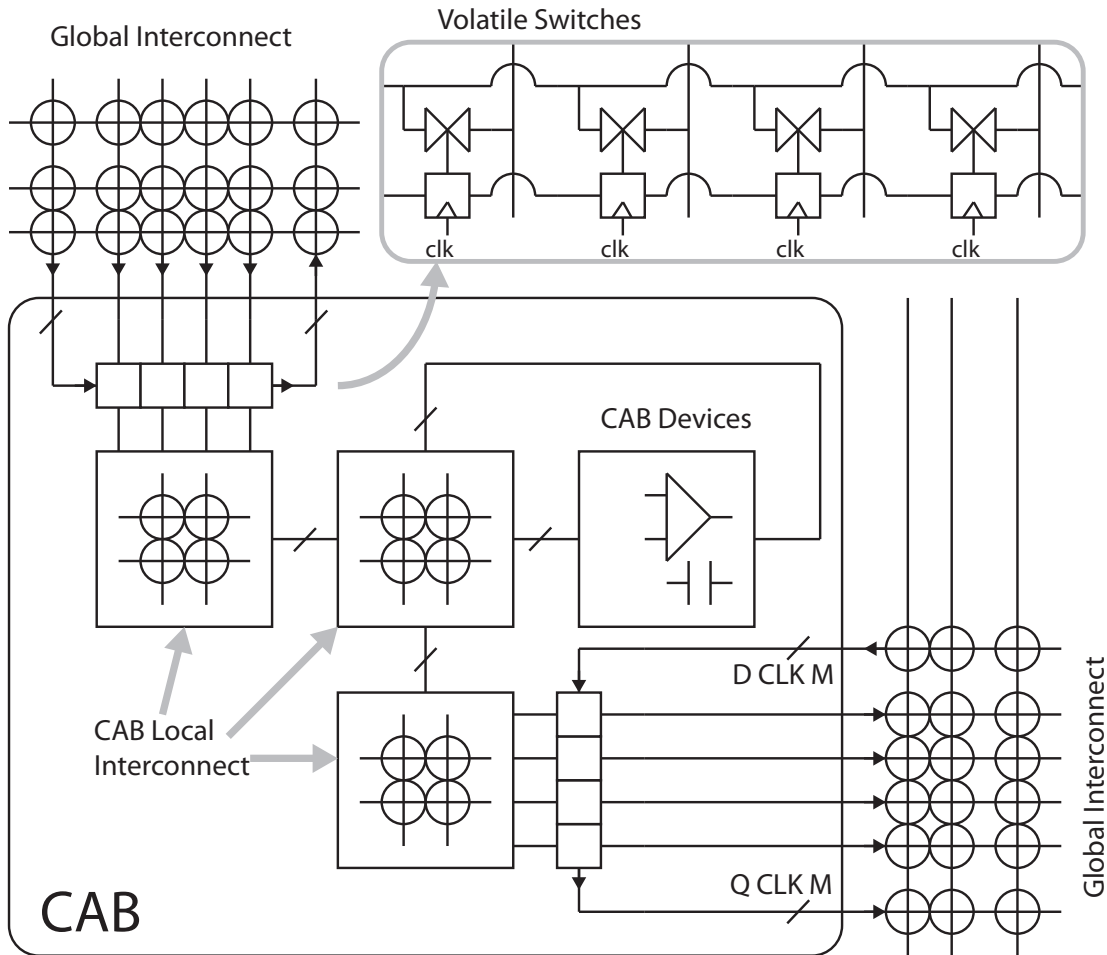 Volatile Switches
Global Interconnect
clk
clk
clk
clk
CAB Devices
D CLK M
CAB Local
Interconnect
Global Interconnect
Q CLK M
CAB